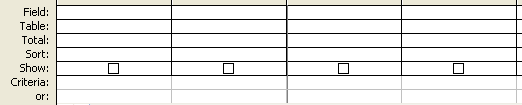 Field:
Table:
Total:
Sort:
Show:
Criteria:
or: